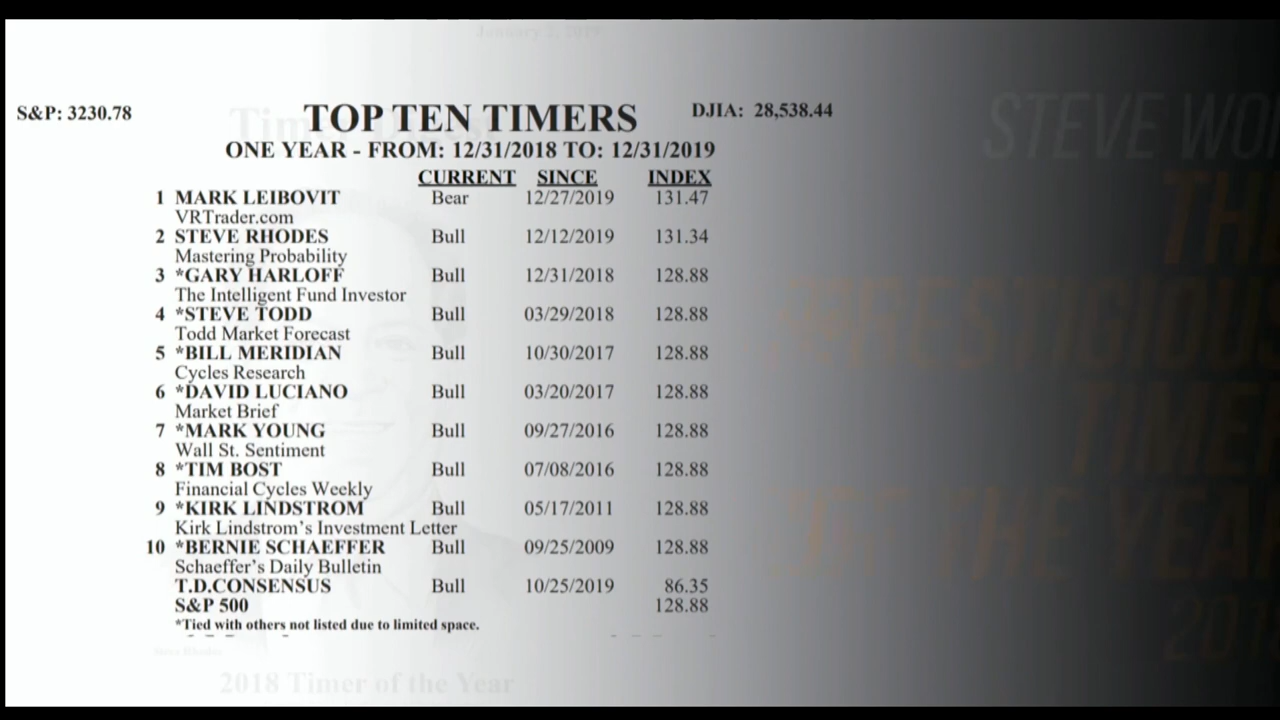 January 2, 2019
S&P: 3230.78
TOP TEN TIMERS
DJIA: 28,538.44
ONE YEAR - FROM: 12/31/2018 TO: 12/31/2019
CURRENT SINCE INDEX
1 MARK LEIBOVIT Bear 12/27/2019 131.47
VRTrader.com
2 STEVE RHODES Bull 12/12/2019 131.34
Mastering Probability
3 *GARY HARLOFF Bull 12/31/2018 128.88
The Intelligent Fund Investor
4 *STEVE TODD Bull 03/29/2018 128.88
Todd Market Forecast
5 *BILL MERIDIAN Bull 10/30/2017 128.88
Cycles Research
6 *DAVID LUCIANO Bull 03/20/2017 128.88
Market Brief
7 *MARK YOUNG Bull 09/27/2016 128.88
Wall St. Sentiment
8 *TIM BOST Bull 07/08/2016 128.88
Financial Cycles Weekly
9 *KIRK LINDSTROM Bull 05/17/2011 128.88
Kirk Lindstrom's Investment Letter
10 *BERNIE SCHAEFFER Bull 09/25/2009 128.88
Schaeffer's Daily Bulletin
T.D.CONSENSUS Bull 10/25/2019 86.35
S&P 500 128.88
*Tied with others not listed due to limited space.
2018 Timer of the Year
STEVE WO
THE
TIMER
THE YEAR